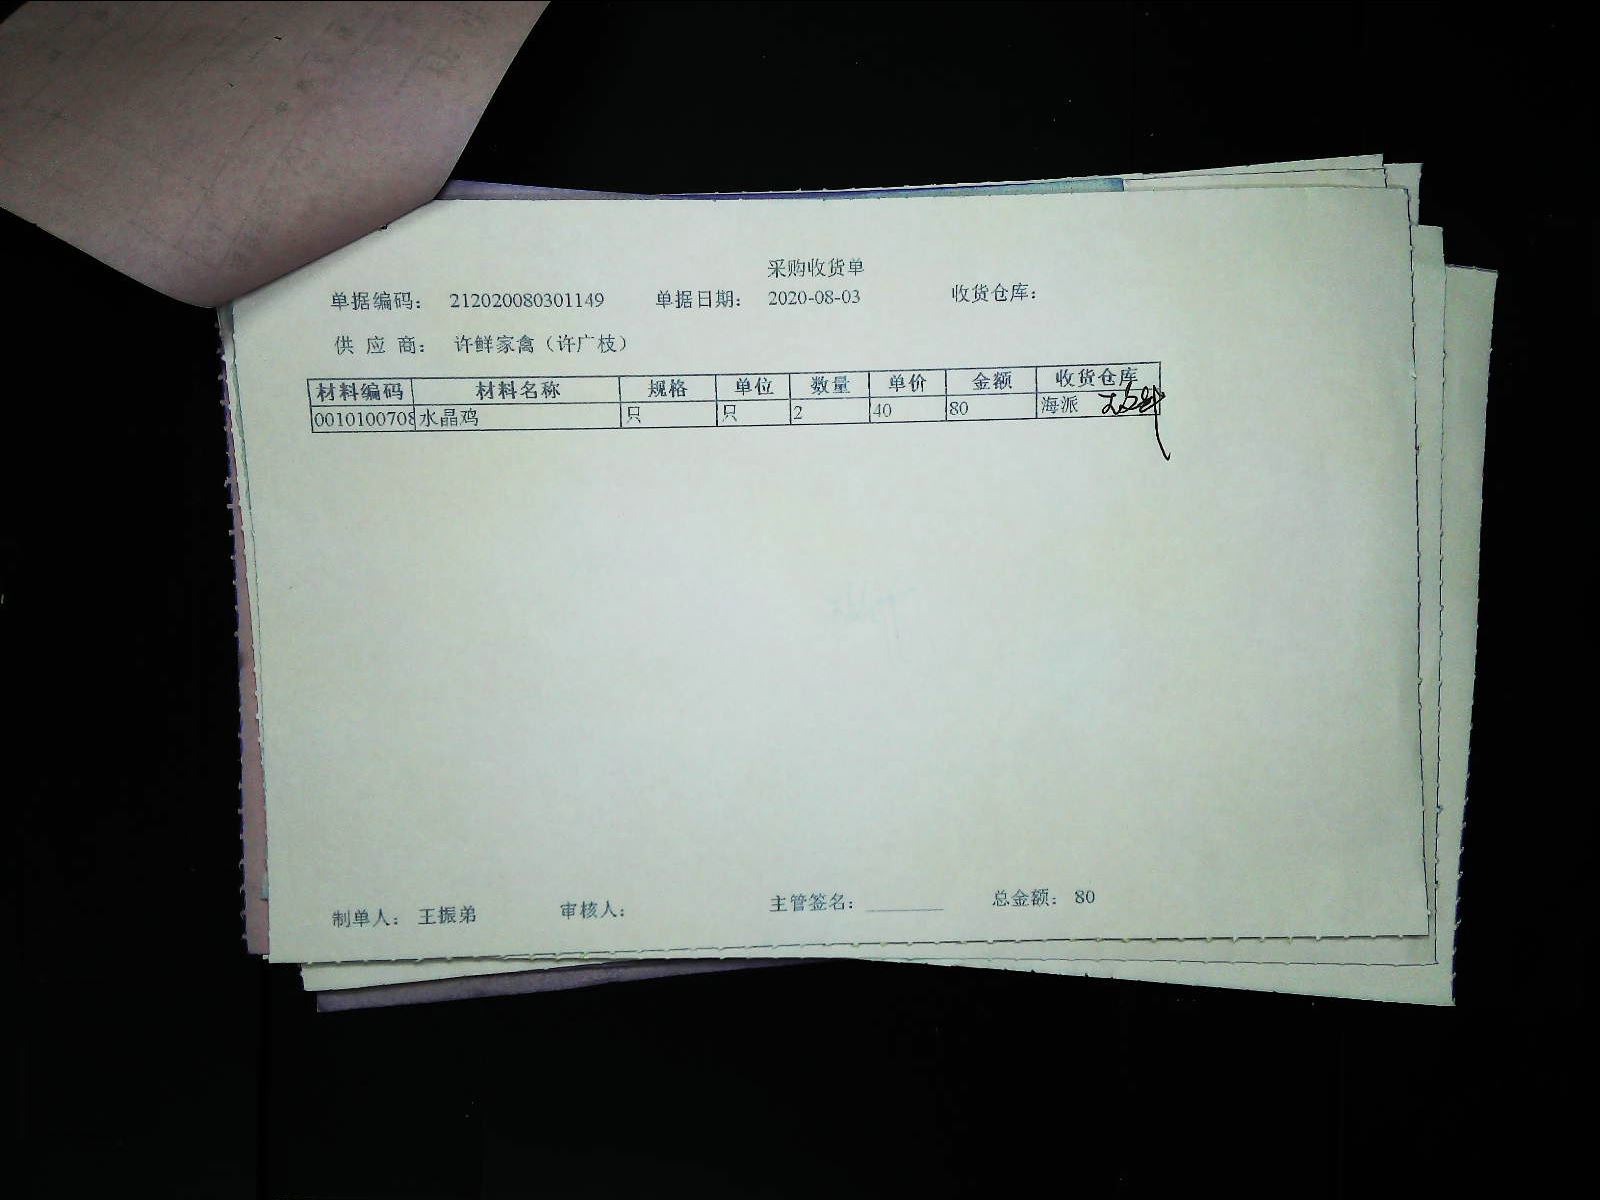 采购收货单
单据编码： 212020080301149 单据日期： 2020-08-03 收货仓库：
供 应 商： 许鲜家禽（许广枝）
材料编码 材料名称 规格 单位 数量 单价 金额 收货仓库
0010100708 水晶鸡 只 只 2 40 80 海派
制单人： 王振弟 审核人： 主管签名： 总金额： 80